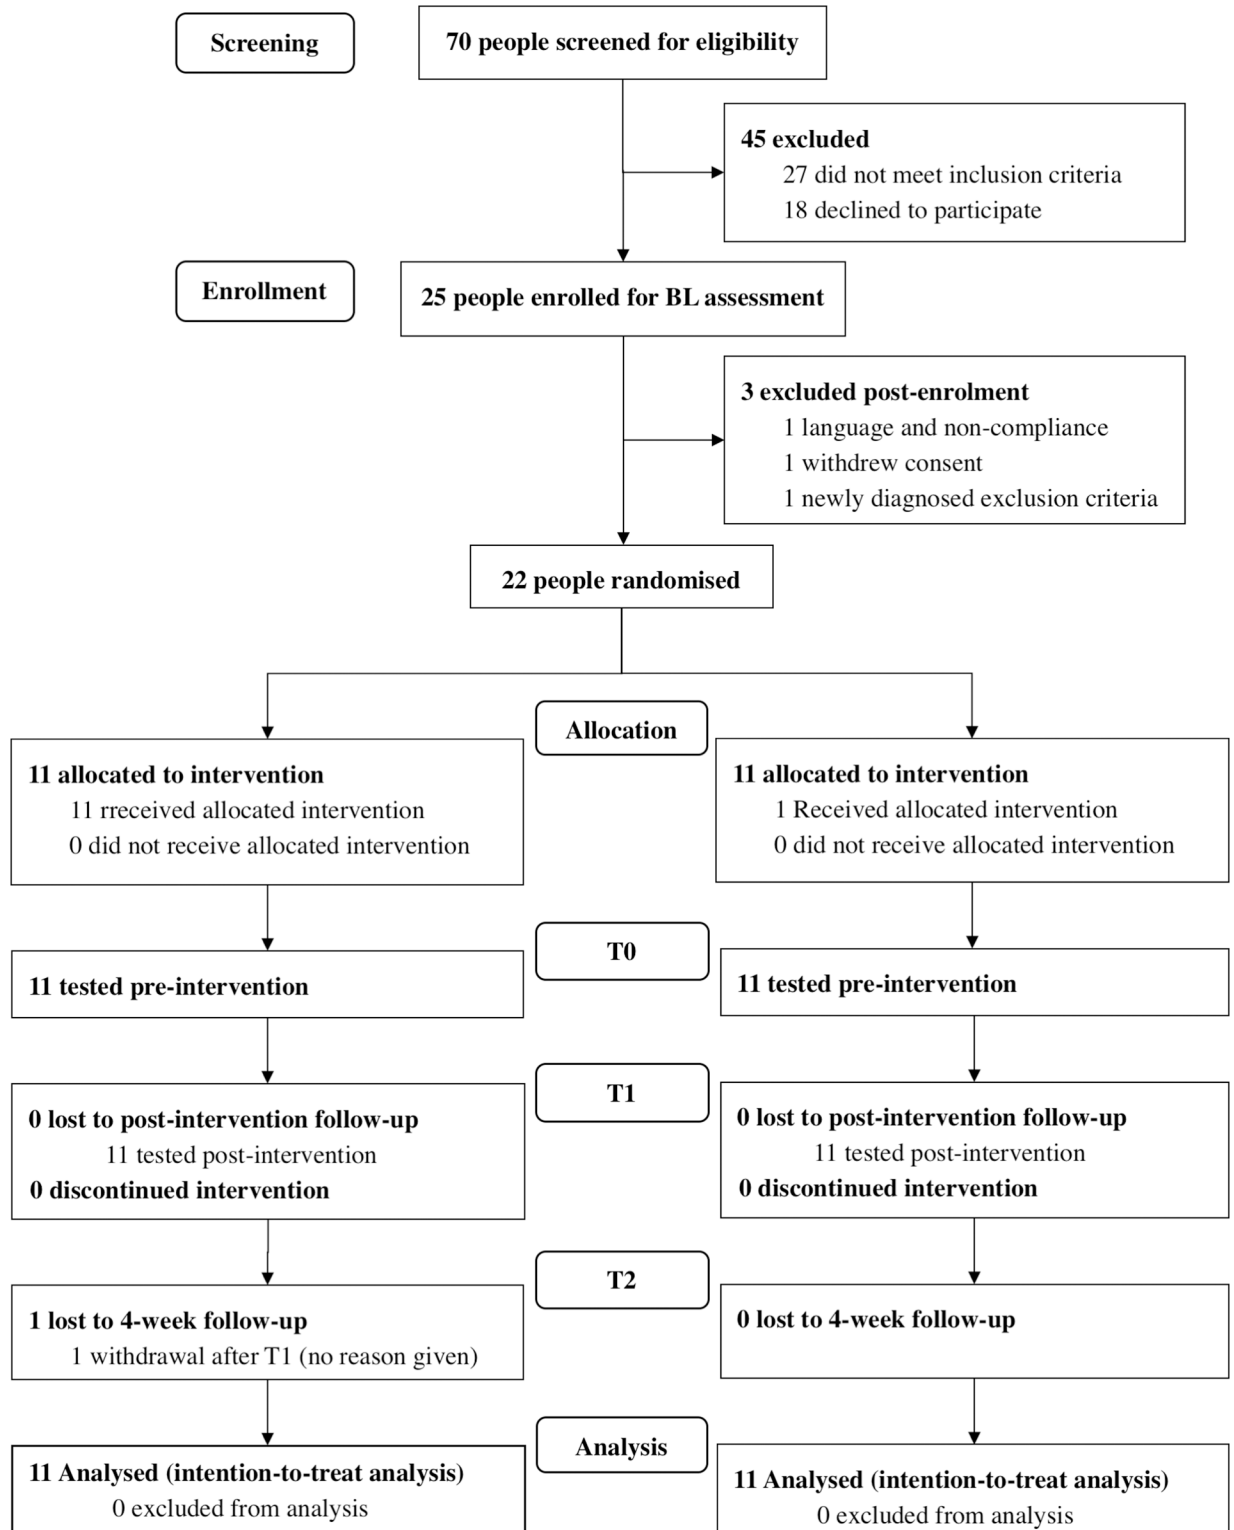 Screening
70 people screened for eligibility
45 excluded
27 did not meet inclusion criteria
18 declined to participate
Enrollment
25 people enrolled for BL assessment
3 excluded post-enrolment
1 language and non-compliance
1 withdrew consent
1 newly diagnosed exclusion criteria
22 people randomised
Allocation
11 allocated to intervention
11 rreceived allocated intervention
0 did not receive allocated intervention
11 allocated to intervention
1 Received allocated intervention
0 did not receive allocated intervention
T0
11 tested pre-intervention
11 tested pre-intervention
T1
0 lost to post-intervention follow-up
11 tested post-intervention
0 discontinued intervention
0 lost to post-intervention follow-up
11 tested post-intervention
0 discontinued intervention
T2
1 lost to 4-week follow-up
1 withdrawal after T1 (no reason given)
0 lost to 4-week follow-up
Analysis
11 Analysed (intention-to-treat analysis)
0 excluded from analysis
11 Analysed (intention-to-treat analysis)
0 excluded from analysis